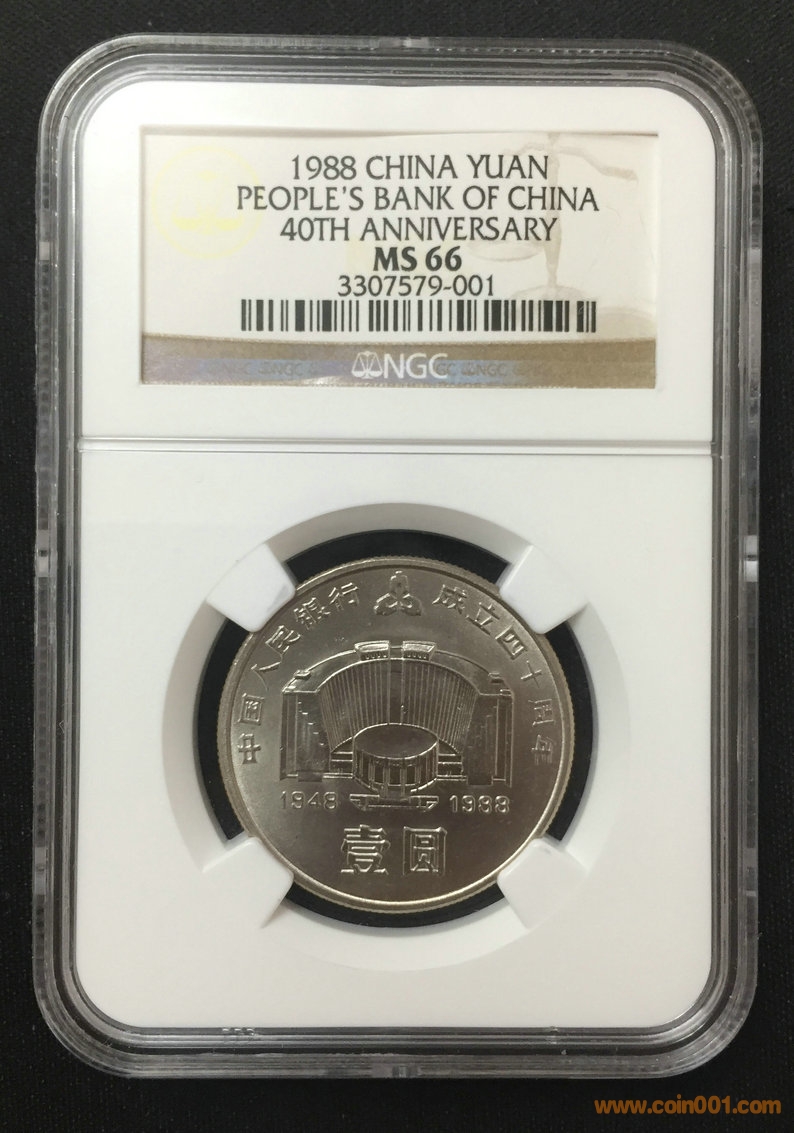 1988 CHINA YUAN
PEOPLE'S BANK OF CHINA
40TH ANNIVERSARY
MS 66
3307579-001
NGC
中国人民银行 成立四十周年
1948 1988
壹圆
www.coin001.com